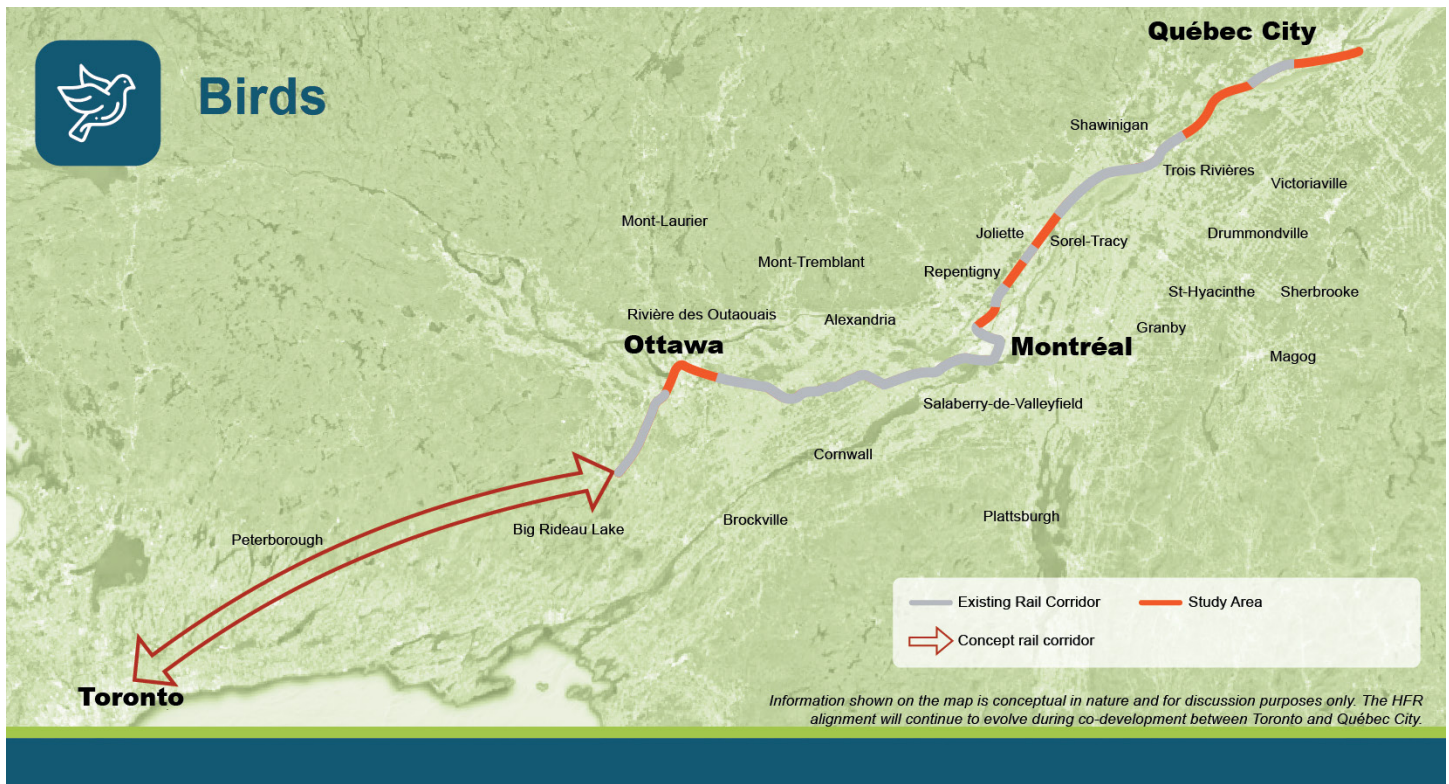 Birds
Québec City
Shawinigan
Trois Rivières
Victoriaville
Mont-Laurier
Joliette
Sorel-Tracy
Drummondville
Mont-Tremblant
Repentigny
St-Hyacinthe
Sherbrooke
Rivière des Outaouais
Alexandria
Granby
Ottawa
Montréal
Magog
Salaberry-de-Valleyfield
Cornwall
Brockville
Plattsburgh
Big Rideau Lake
Peterborough
Toronto
Existing Rail Corridor
Study Area
Concept rail corridor
Information shown on the map is conceptual in nature and for discussion purposes only. The HFR
alignment will continue to evolve during co-development between Toronto and Québec City.